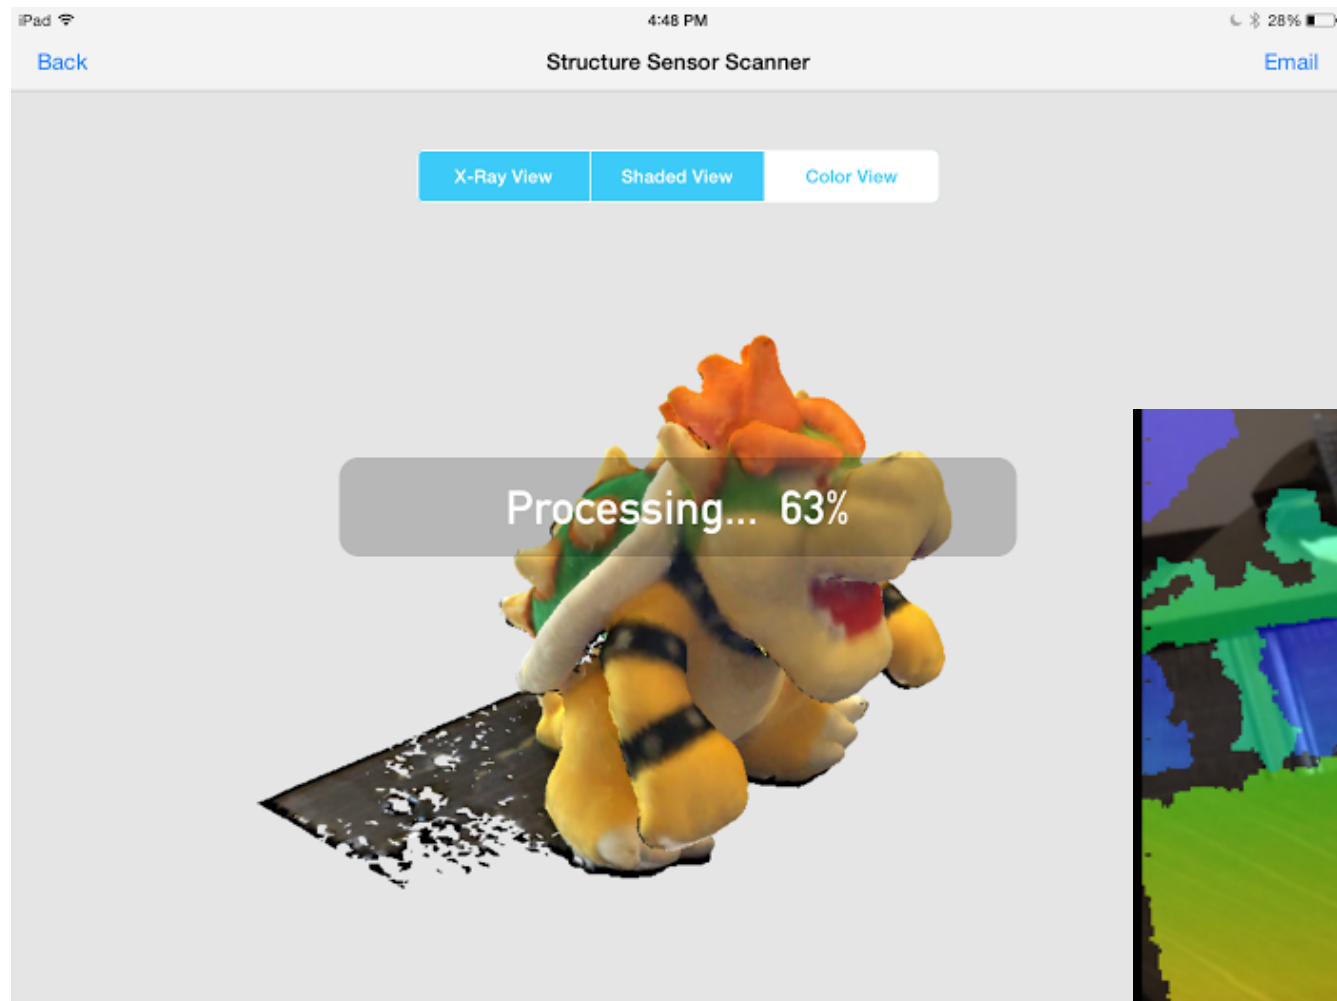 iPad 4:48 PM 28%
Back Structure Sensor Scanner Email
X-Ray View Shaded View Color View
Processing... 63%